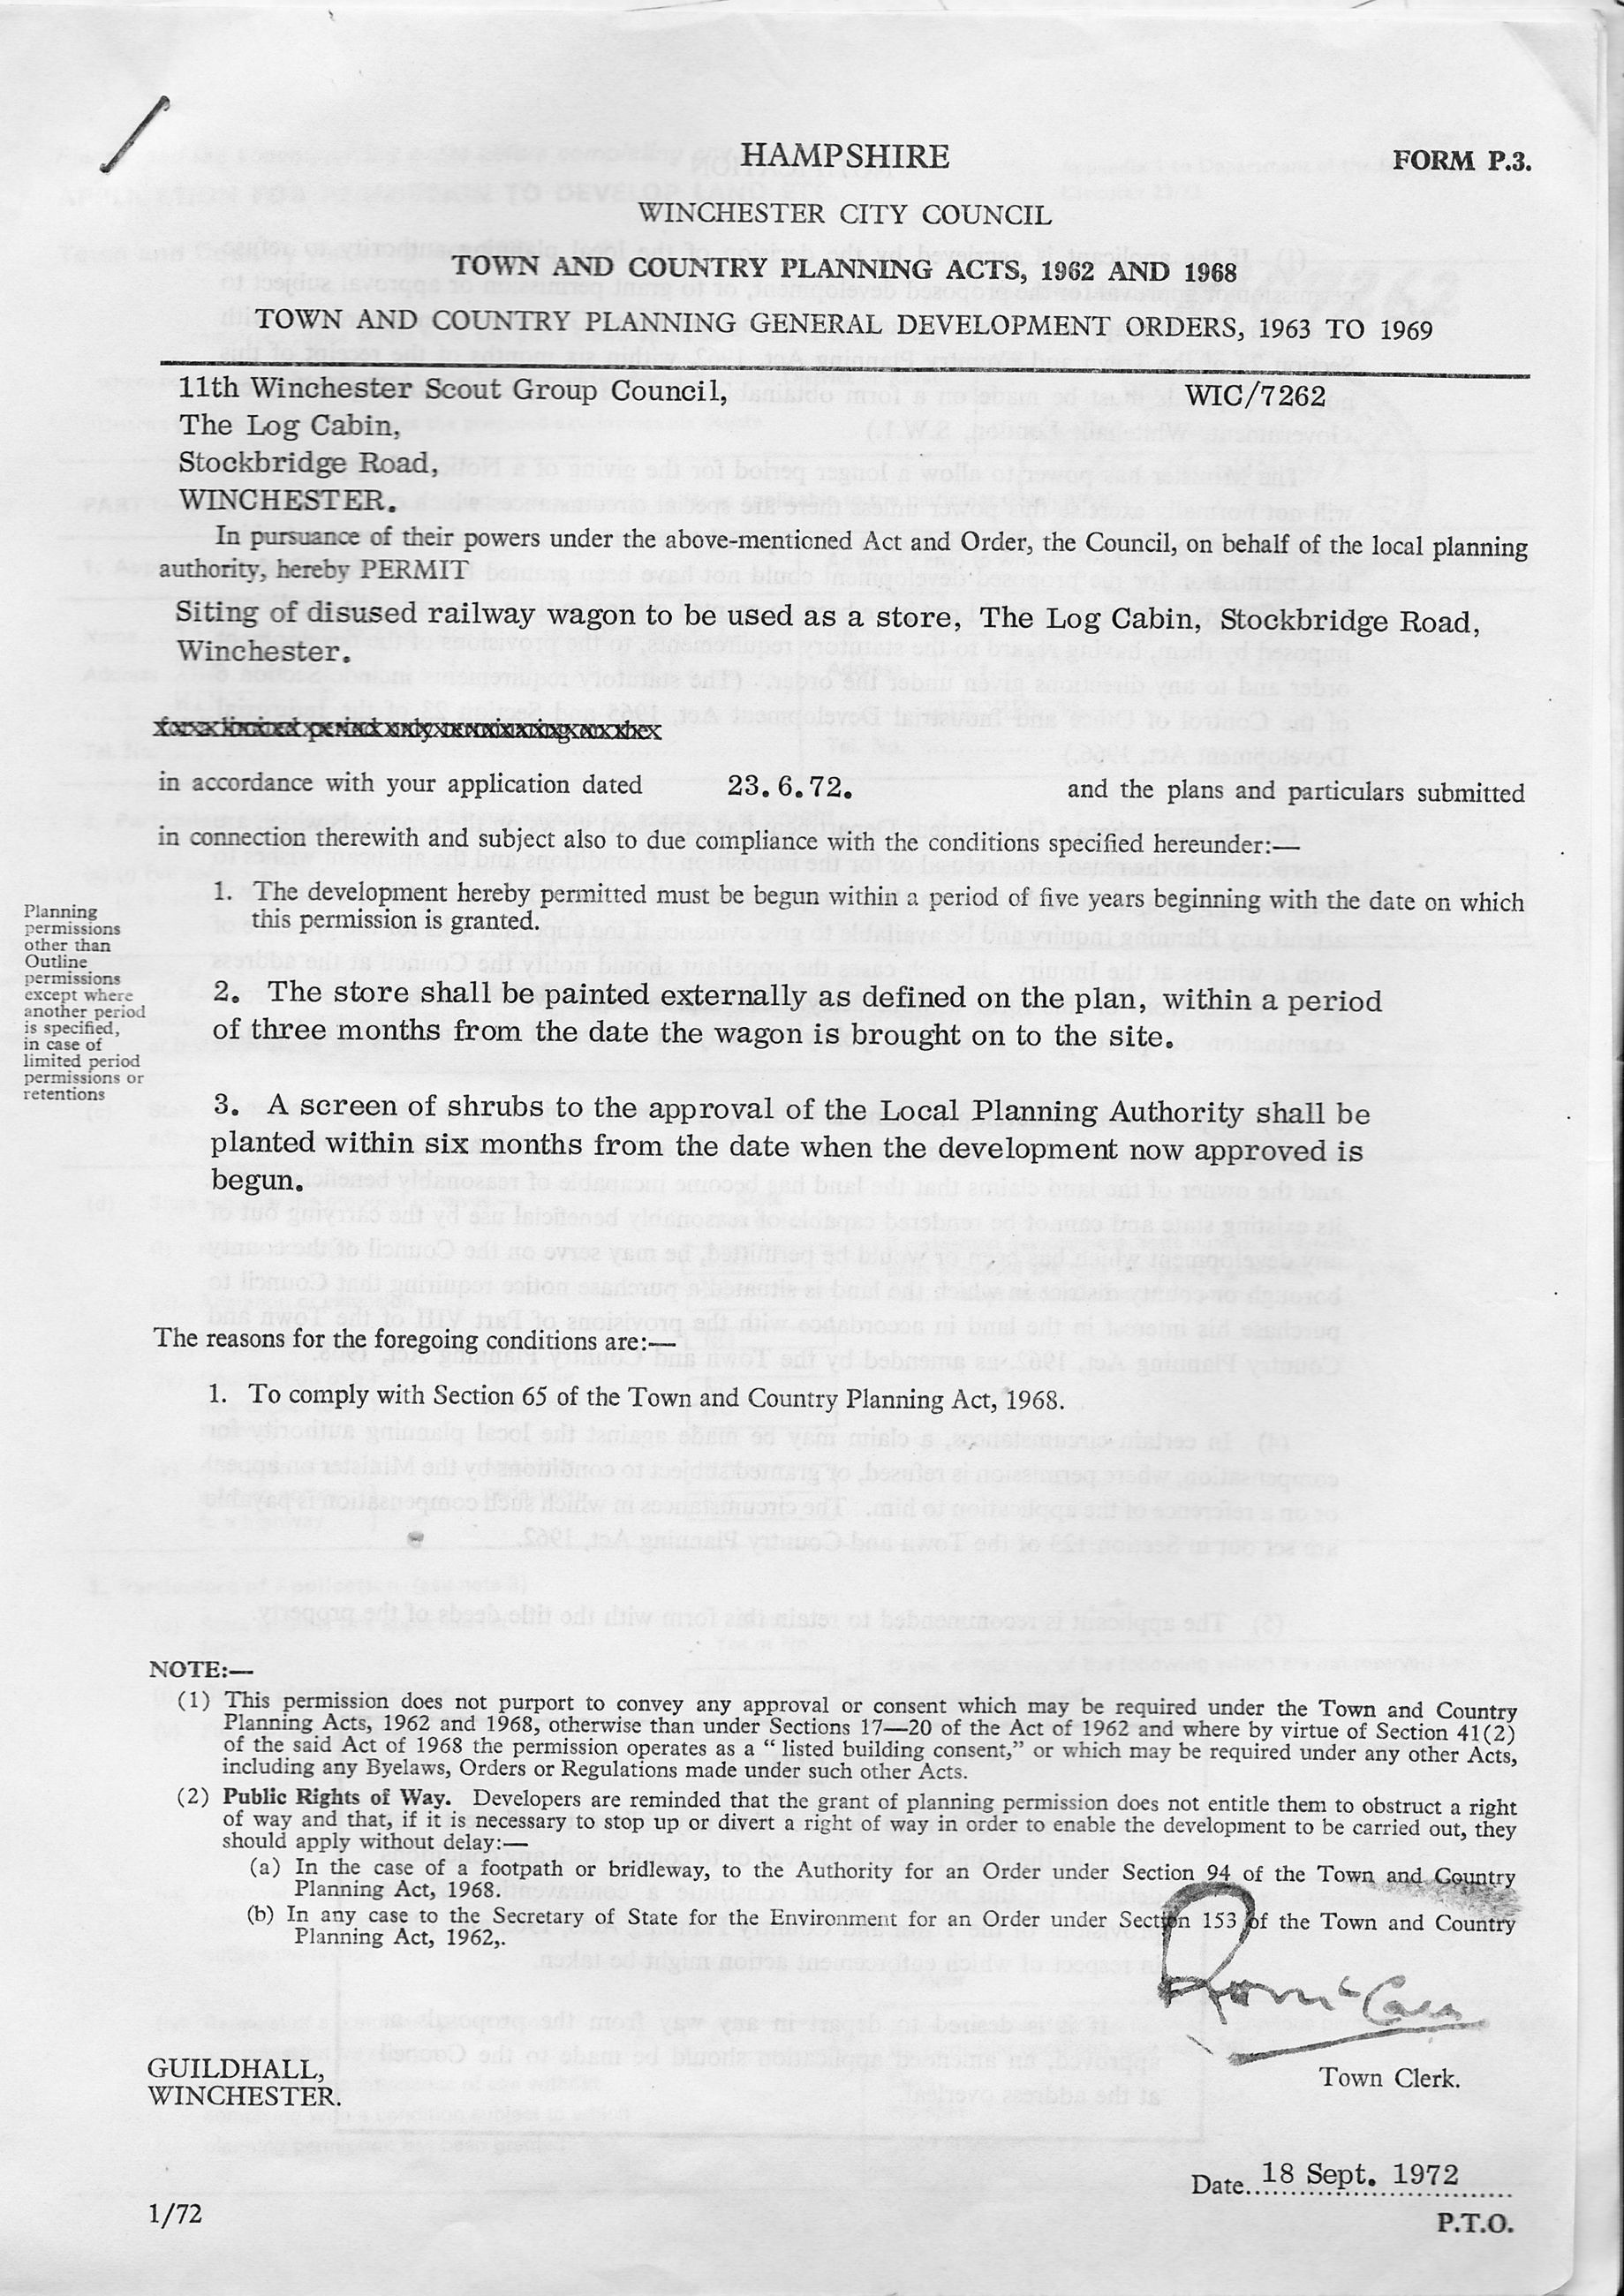 HAMPSHIRE
FORM P.3.
WINCHESTER CITY COUNCIL
TOWN AND COUNTRY PLANNING ACTS, 1962 AND 1968
TOWN AND COUNTRY PLANNING GENERAL DEVELOPMENT ORDERS, 1963 TO 1969
11th Winchester Scout Group Council,
WIC/7262
The Log Cabin,
Stockbridge Road,
WINCHESTER.
In pursuance of their powers under the above-mentioned Act and Order, the Council, on behalf of the local planning
authority, hereby PERMIT
Siting of disused railway wagon to be used as a store, The Log Cabin, Stockbridge Road,
Winchester.
in accordance with your application dated 23.6.72. and the plans and particulars submitted
in connection therewith and subject also to due compliance with the conditions specified hereunder:—
Planning
permissions
other than
Outline
permissions
except where
another period
is specified,
in case of
limited period
permissions or
retentions
1. The development hereby permitted must be begun within a period of five years beginning with the date on which
this permission is granted.
2. The store shall be painted externally as defined on the plan, within a period
of three months from the date the wagon is brought on to the site.
3. A screen of shrubs to the approval of the Local Planning Authority shall be
planted within six months from the date when the development now approved is
begun.
The reasons for the foregoing conditions are:—
1. To comply with Section 65 of the Town and Country Planning Act, 1968.
NOTE:—
(1) This permission does not purport to convey any approval or consent which may be required under the Town and Country
Planning Acts, 1962 and 1968, otherwise than under Sections 17—20 of the Act of 1962 and where by virtue of Section 41(2)
of the said Act of 1968 the permission operates as a “ listed building consent,” or which may be required under any other Acts,
including any Byelaws, Orders or Regulations made under such other Acts.
(2) Public Rights of Way. Developers are reminded that the grant of planning permission does not entitle them to obstruct a right
of way and that, if it is necessary to stop up or divert a right of way in order to enable the development to be carried out, they
should apply without delay:—
(a) In the case of a footpath or bridleway, to the Authority for an Order under Section 94 of the Town and Country
Planning Act, 1968.
(b) In any case to the Secretary of State for the Environment for an Order under Section 153 of the Town and Country
Planning Act, 1962,.
GUILDHALL,
WINCHESTER.
Town Clerk.
Date 18 Sept. 1972
1/72
P.T.O.